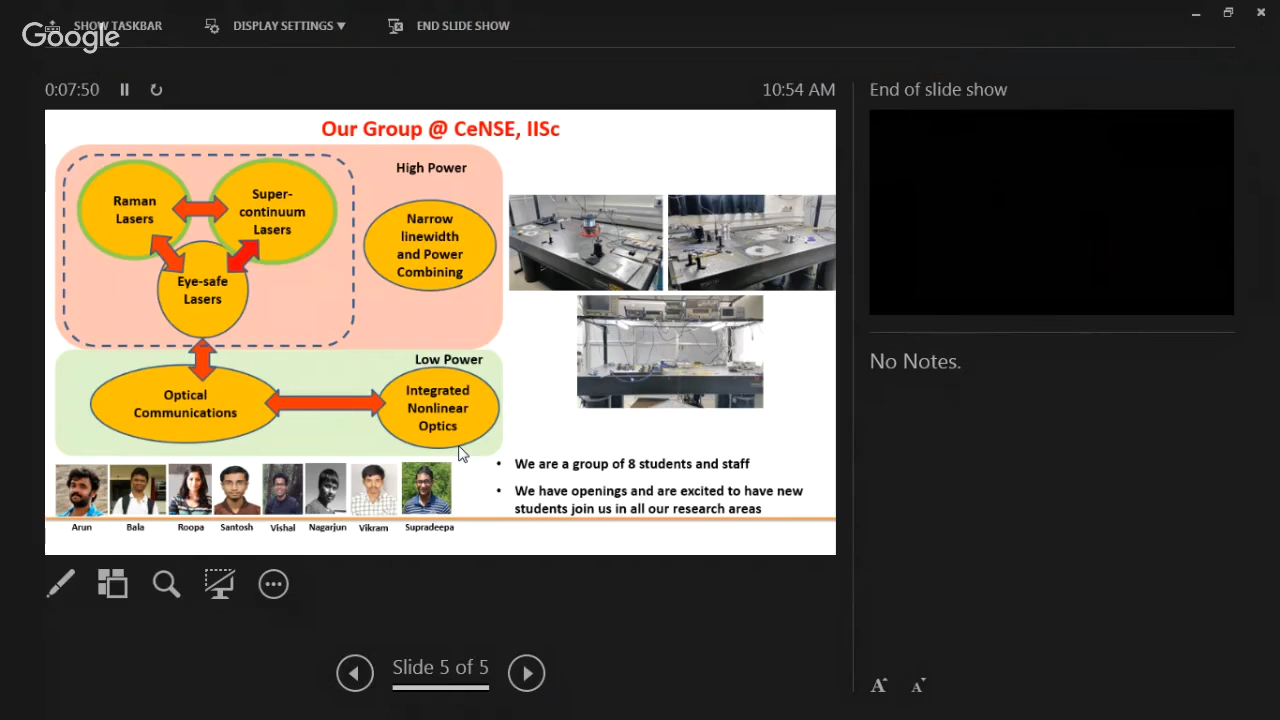 SHOW TASKBAR
DISPLAY SETTINGS ▼
END SLIDE SHOW
Google
0:07:50
10:54 AM
End of slide show
Our Group @ CeNSE, IISc
High Power
Raman
Lasers
Super-
continuum
Lasers
Narrow
linewidth
and Power
Combining
Eye-safe
Lasers
Low Power
Optical
Communications
Integrated
Nonlinear
Optics
• We are a group of 8 students and staff
• We have openings and are excited to have new
students join us in all our research areas
Arun
Bala
Roopa
Santosh
Vishal
Nagarjun
Vikram
Supradeepa
No Notes.
Slide 5 of 5
A
A